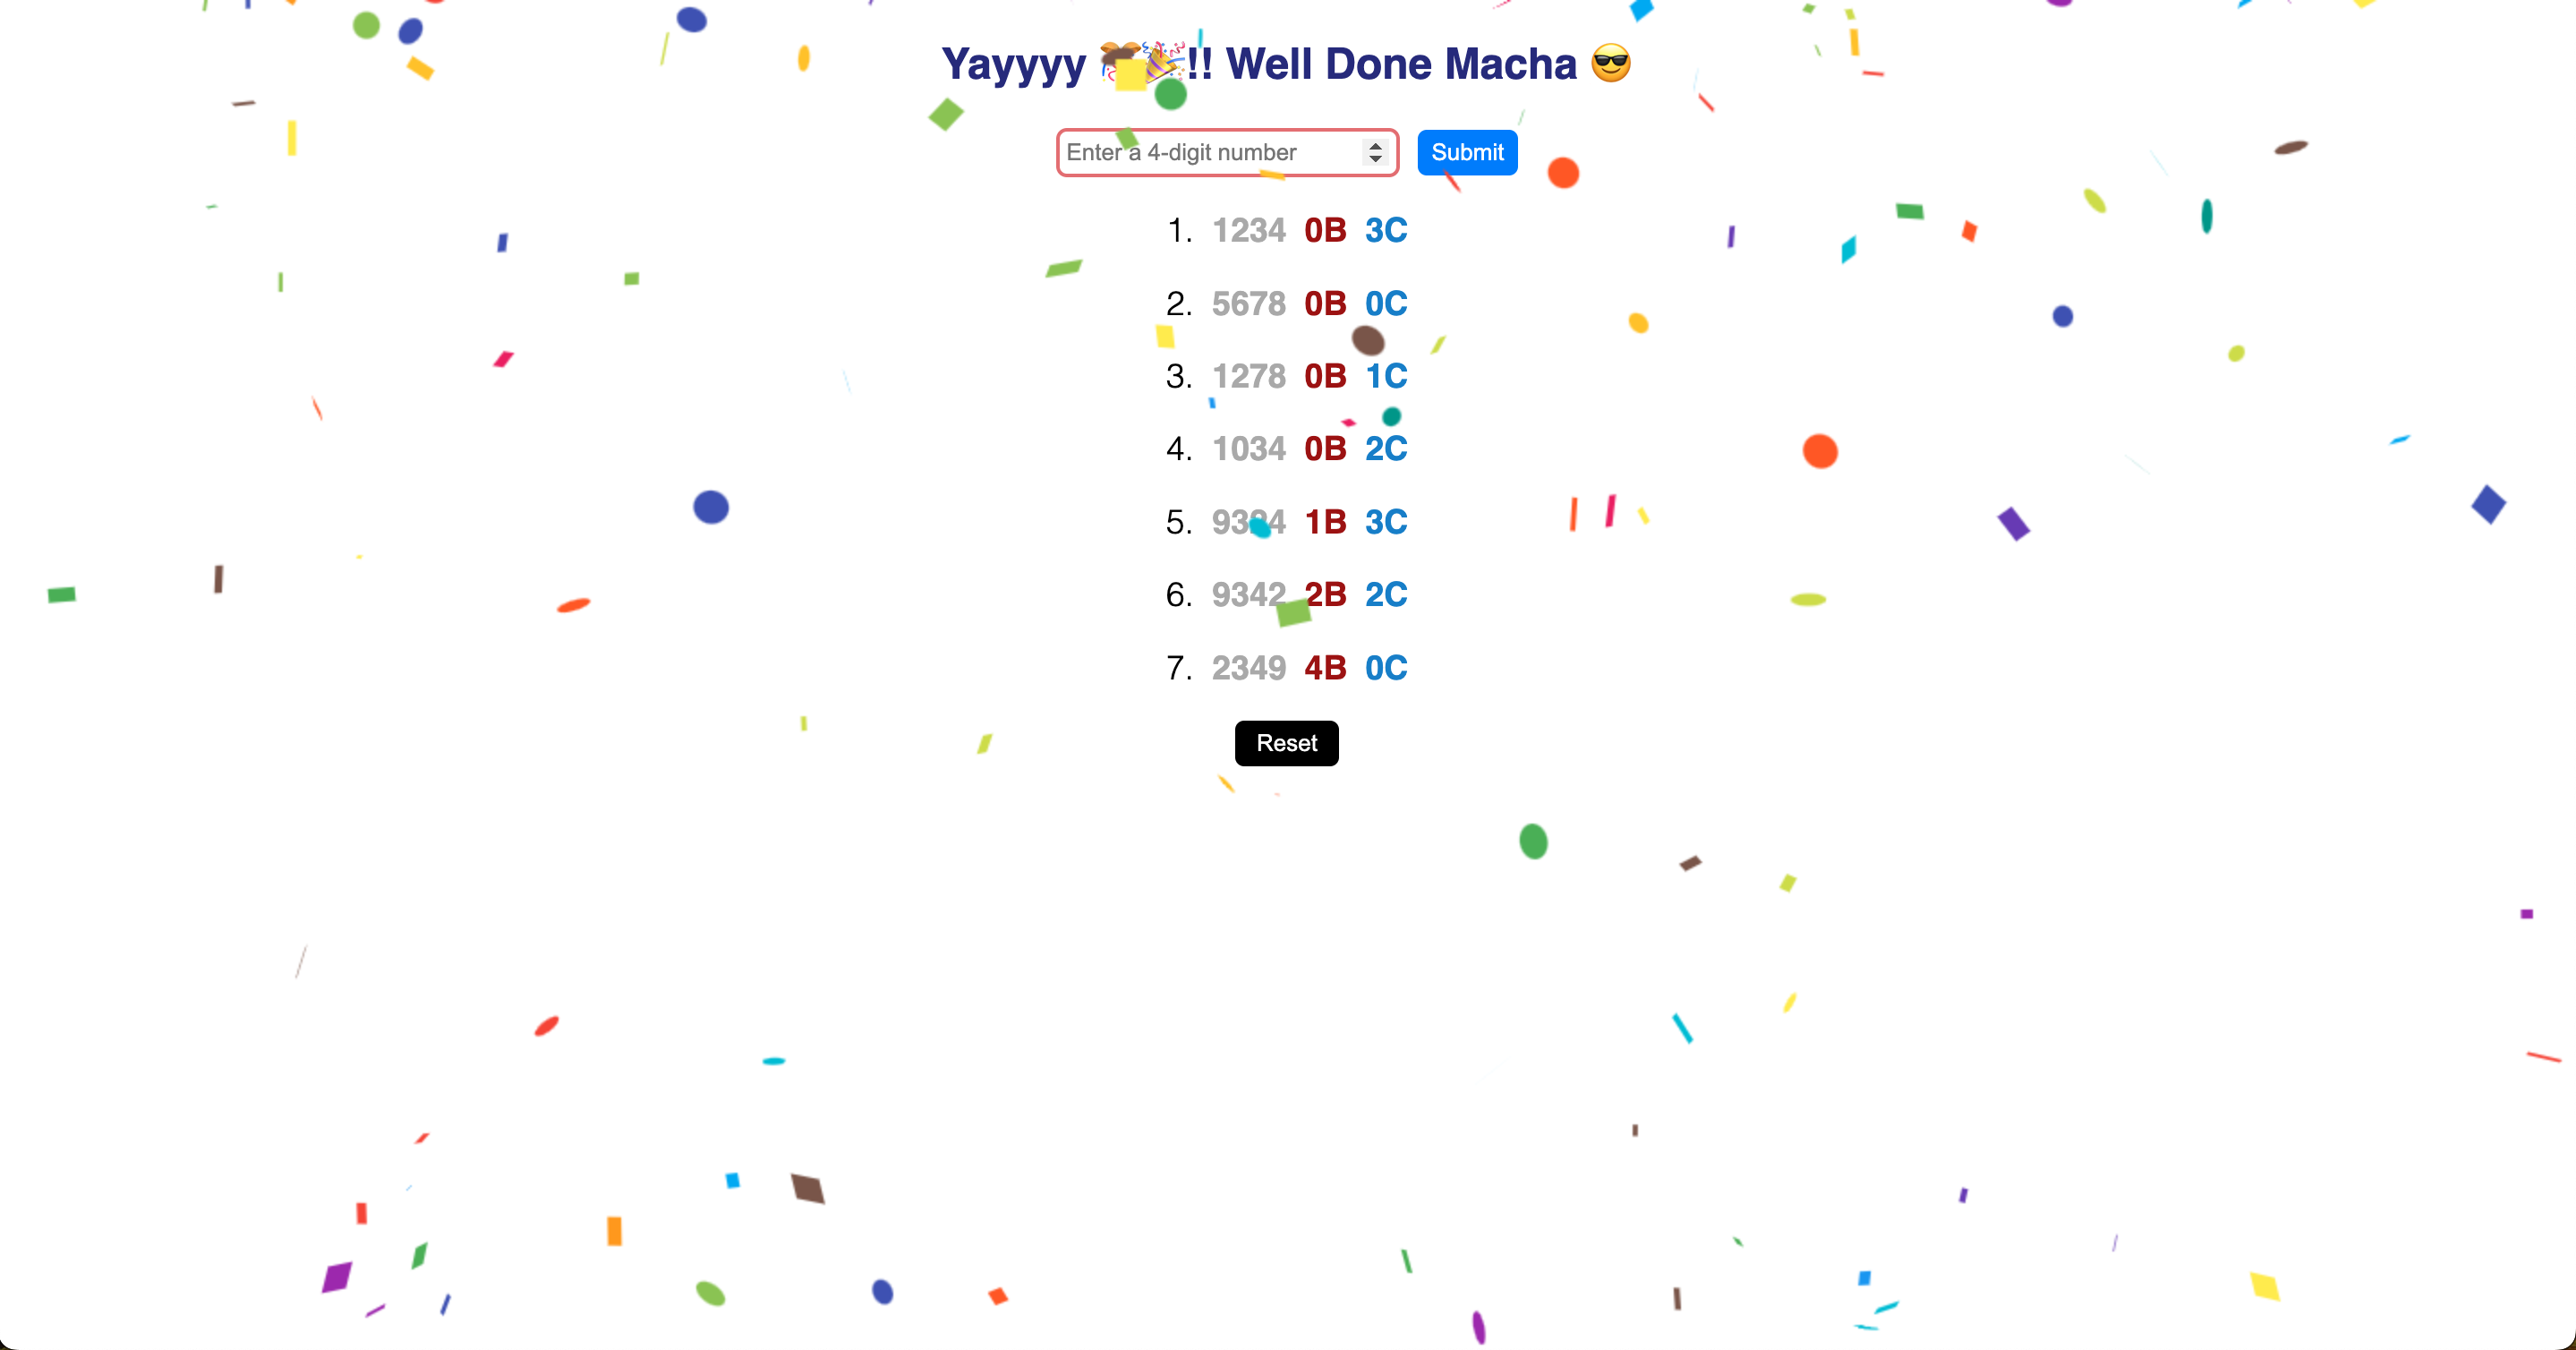 Yayyyy 🎊🎉!! Well Done Macha 😎
Enter a 4-digit number Submit
1. 1234 0B 3C
2. 5678 0B 0C
3. 1278 0B 1C
4. 1034 0B 2C
5. 9324 1B 3C
6. 9342 2B 2C
7. 2349 4B 0C
Reset